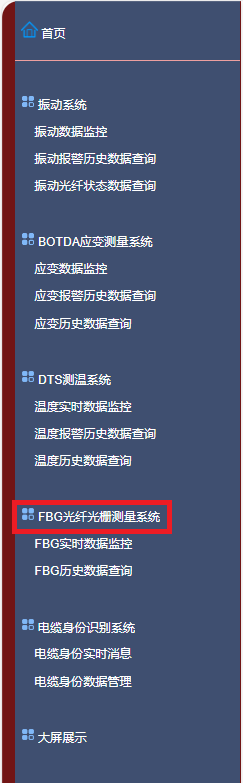 首页
振动系统
振动数据监控
振动报警历史数据查询
振动光纤状态数据查询
BOTDA应变测量系统
应变数据监控
应变报警历史数据查询
应变历史数据查询
DTS测温系统
温度实时数据监控
温度报警历史数据查询
温度历史数据查询
FBG光纤光栅测量系统
FBG实时数据监控
FBG历史数据查询
电缆身份识别系统
电缆身份实时消息
电缆身份数据管理
大屏展示